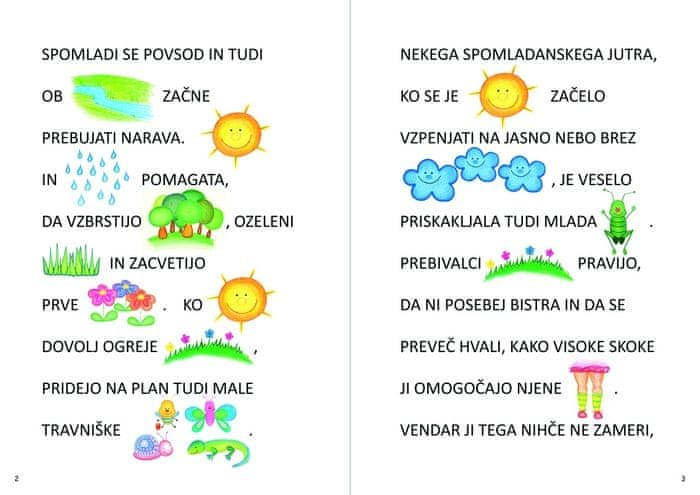 SPOMLADI SE POVSOD IN TUDI
OB ZAČNE
PREBUJATI NARAVA.
IN POMAGATA,
DA VZBRSTIJO , OZELENI
IN ZACVETIJO
PRVE . KO
DOVOLJ OGREJE ,
PRIDEJO NA PLAN TUDI MALE
TRAVNIŠKE .
2
NEKEGA SPOMLADANSKEGA JUTRA,
KO SE JE ZAČELO
VZPENJATI NA JASNO NEBO BREZ
, JE VESELO
PRISKAKLJALA TUDI MLADA .
PREBIVALCI PRAVIJO,
DA NI POSEBEJ BISTRA IN DA SE
PREVEČ HVALI, KAKO VISOKE SKOKE
JI OMOGOČAJO NJENE .
VENDAR JI TEGA NIHČE NE ZAMERI,
3